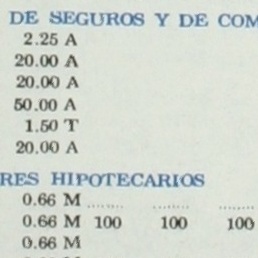 DE SEGUROS Y DE COM
2.25 A
20.00 A
20.00 A
50.00 A
1.50 T
20.00 A
RES HIPOTECARIOS
0.66 M ........ ........ ........
0.66 M 100 100 100
0.66 M